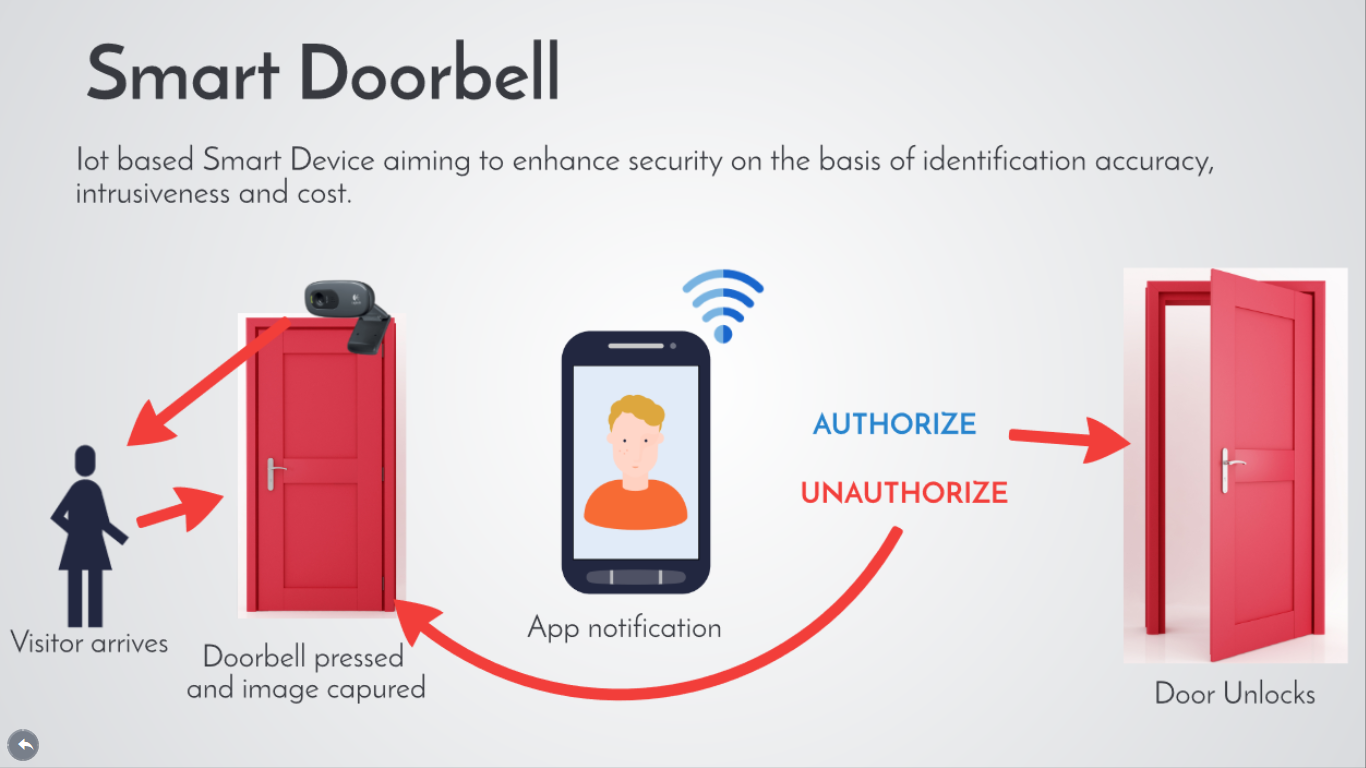 Smart Doorbell
Iot based Smart Device aiming to enhance security on the basis of identification accuracy,
intrusiveness and cost.
AUTHORIZE
UNAUTHORIZE
Visitor arrives
Doorbell pressed
and image capured
App notification
Door Unlocks